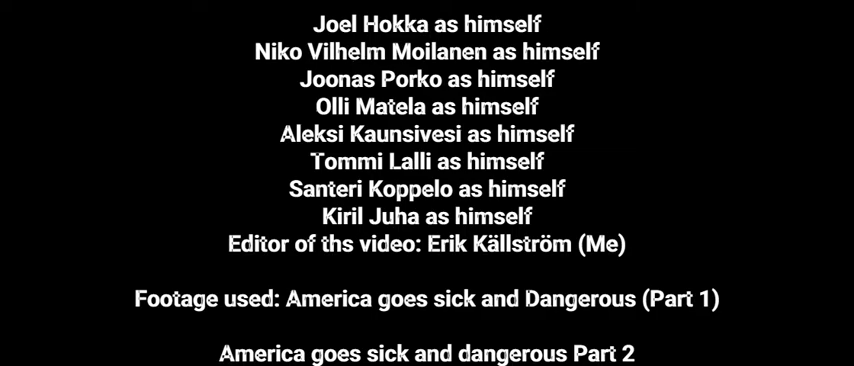 Joel Hokka as himself
Niko Vilhelm Moilanen as himself
Joonas Porko as himself
Olli Matela as himself
Aleksi Kaunsivesi as himself
Tommi Lalli as himself
Santeri Koppelo as himself
Kiril Juha as himself
Editor of ths video: Erik Källström (Me)
Footage used: America goes sick and Dangerous (Part 1)
America goes sick and dangerous Part 2